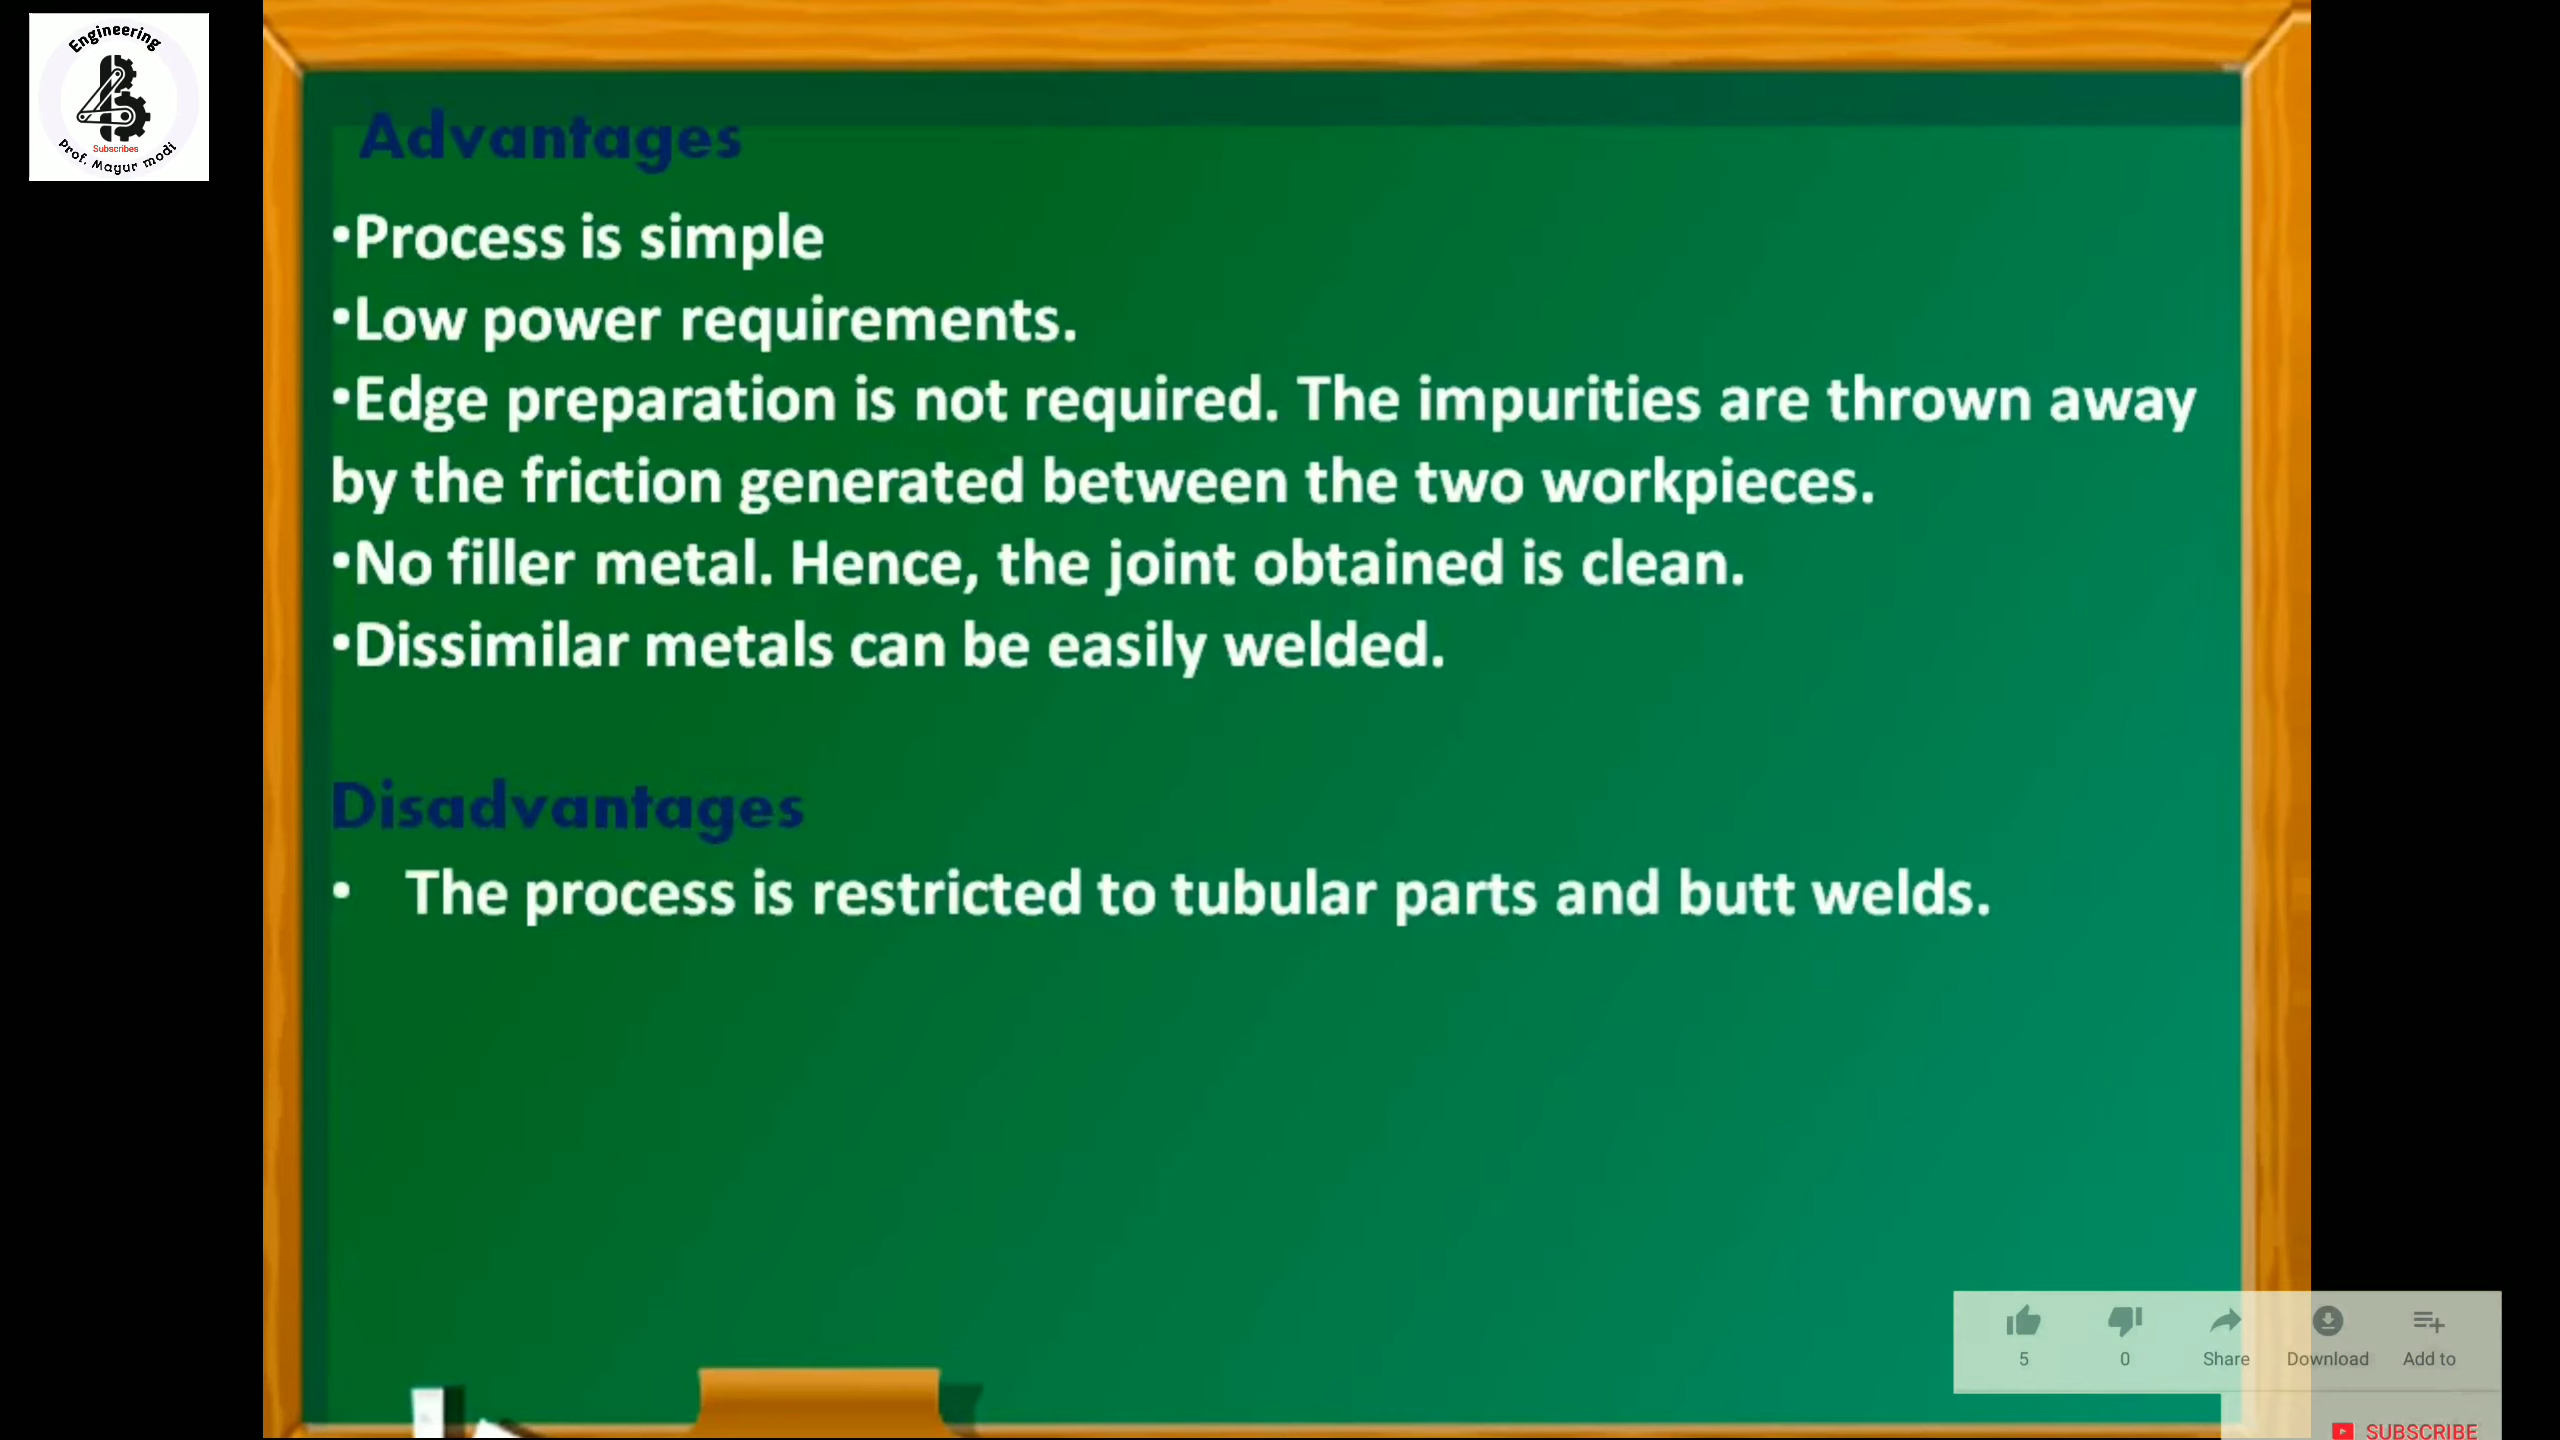 Engineering
Subscribes
Prof. Mayur modi
Advantages
•Process is simple
•Low power requirements.
•Edge preparation is not required. The impurities are thrown away
by the friction generated between the two workpieces.
•No filler metal. Hence, the joint obtained is clean.
•Dissimilar metals can be easily welded.
Disadvantages
• The process is restricted to tubular parts and butt welds.
5 0 Share Download Add to
SUBSCRIBE